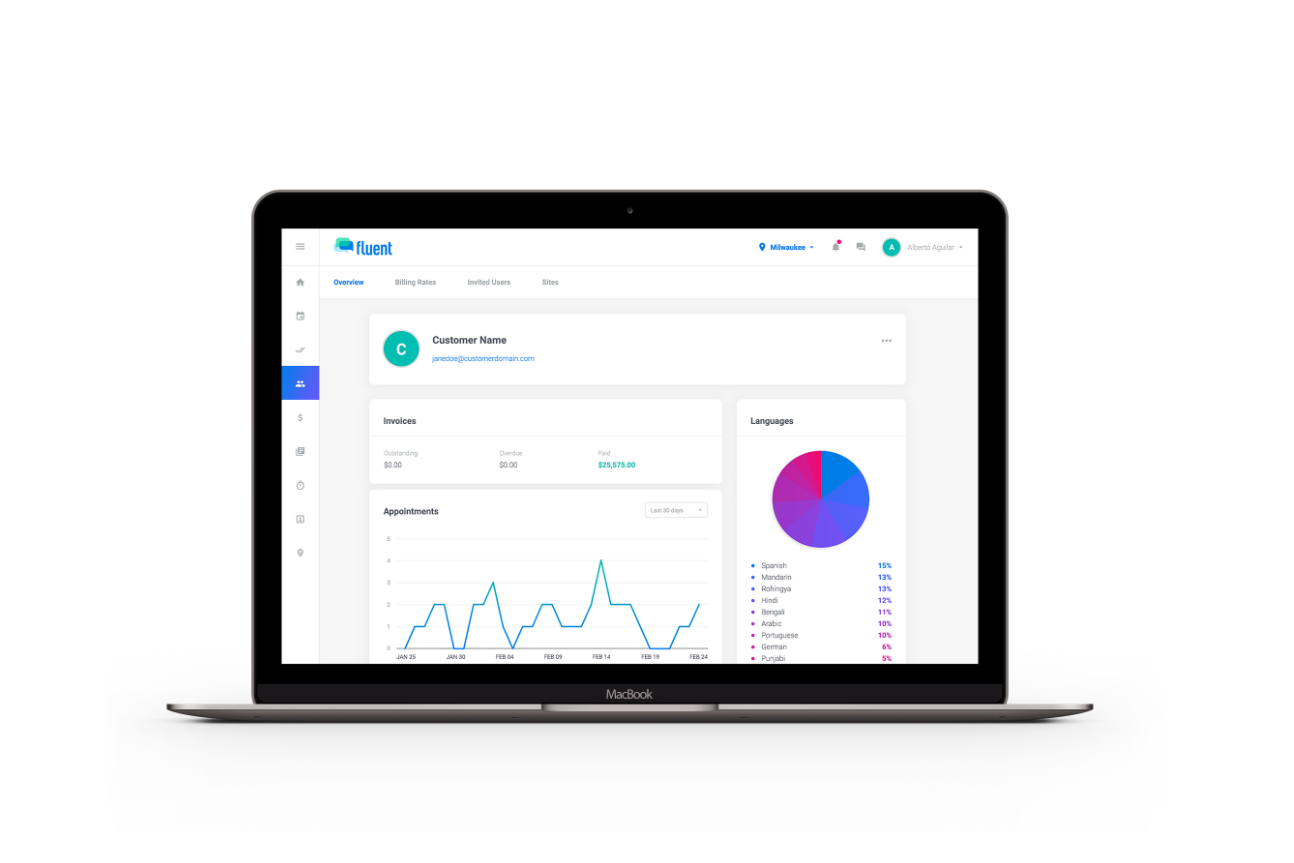 fluent
Milwaukee
A
Alberto Aguilar
Overview Billing Rates Invited Users Sites
C
Customer Name
janedoe@customerdomain.com
Invoices
Outstanding Overdue Paid
$0.00 $0.00 $25,575.00
Appointments
Last 30 days
5
4
3
2
1
0
JAN 25 JAN 30 FEB 04 FEB 09 FEB 14 FEB 19 FEB 24
Languages
Spanish 15%
Mandarin 13%
Rohingya 13%
Hindi 12%
Bengali 11%
Arabic 10%
Portuguese 10%
German 6%
Punjabi 5%
MacBook